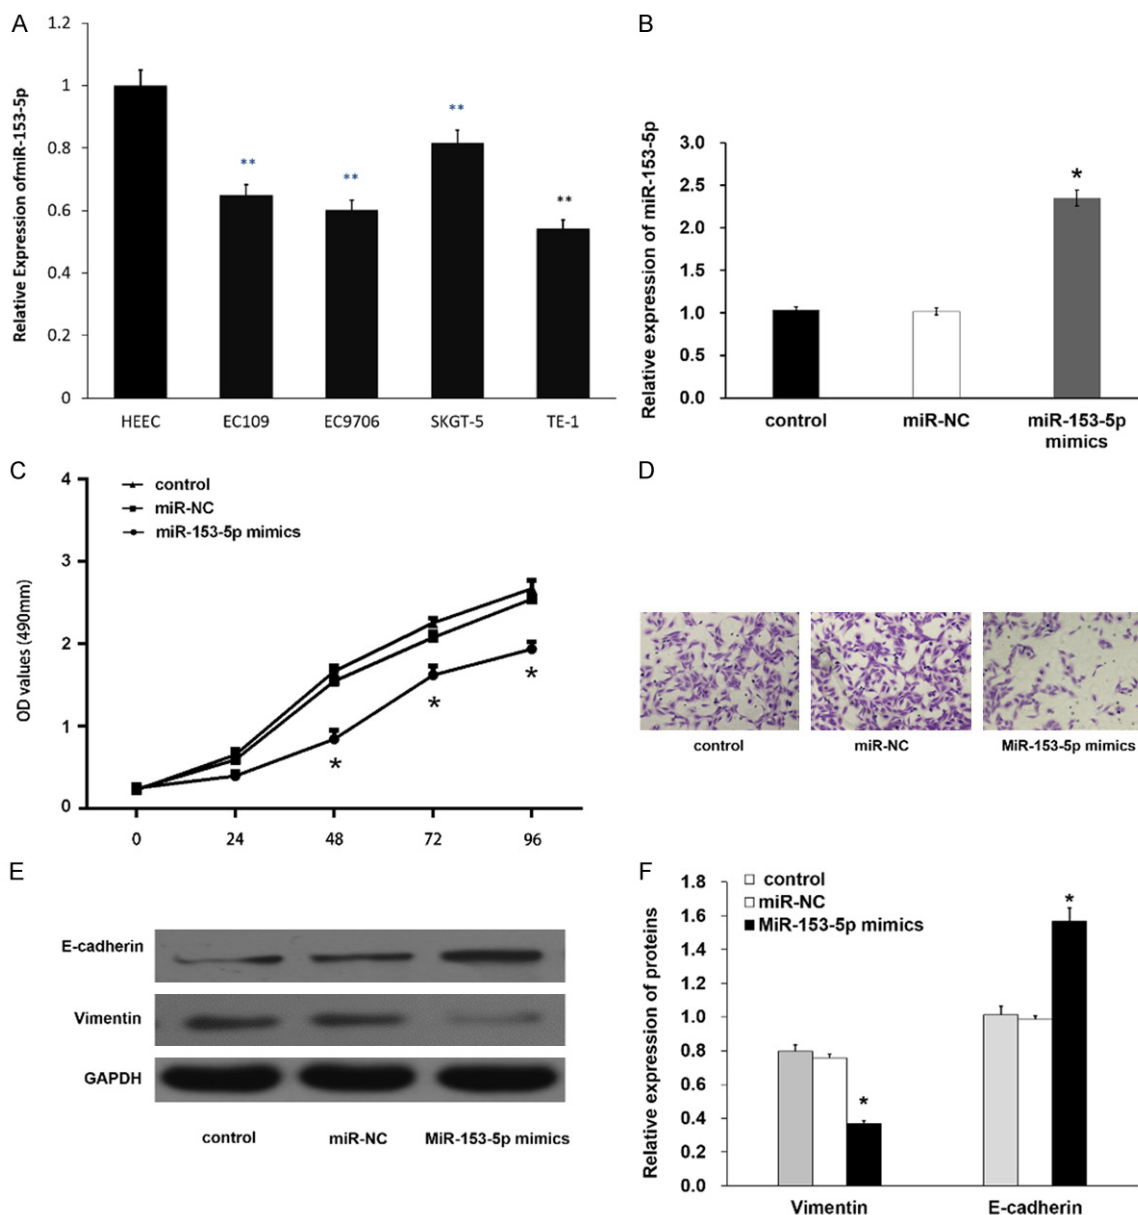 A
Relative Expression ofmiR-153-5p
1.2
1
0.8
0.6
0.4
0.2
0
**
**
**
**
HEEC EC109 EC9706 SKGT-5 TE-1
B
Relative expression of miR-153-5p
3.0
2.5
2.0
1.5
1.0
0.5
0.0
*
control miR-NC miR-153-5p
mimics
C
OD values (490mm)
4
3
2
1
0
control
miR-NC
miR-153-5p mimics
*
*
*
0 24 48 72 96
D
control miR-NC MiR-153-5p mimics
E
E-cadherin
Vimentin
GAPDH
control miR-NC MiR-153-5p mimics
F
Relative expression of proteins
1.8
1.6
1.4
1.2
1.0
0.8
0.6
0.4
0.2
0.0
control
miR-NC
MiR-153-5p mimics
*
*
Vimentin E-cadherin